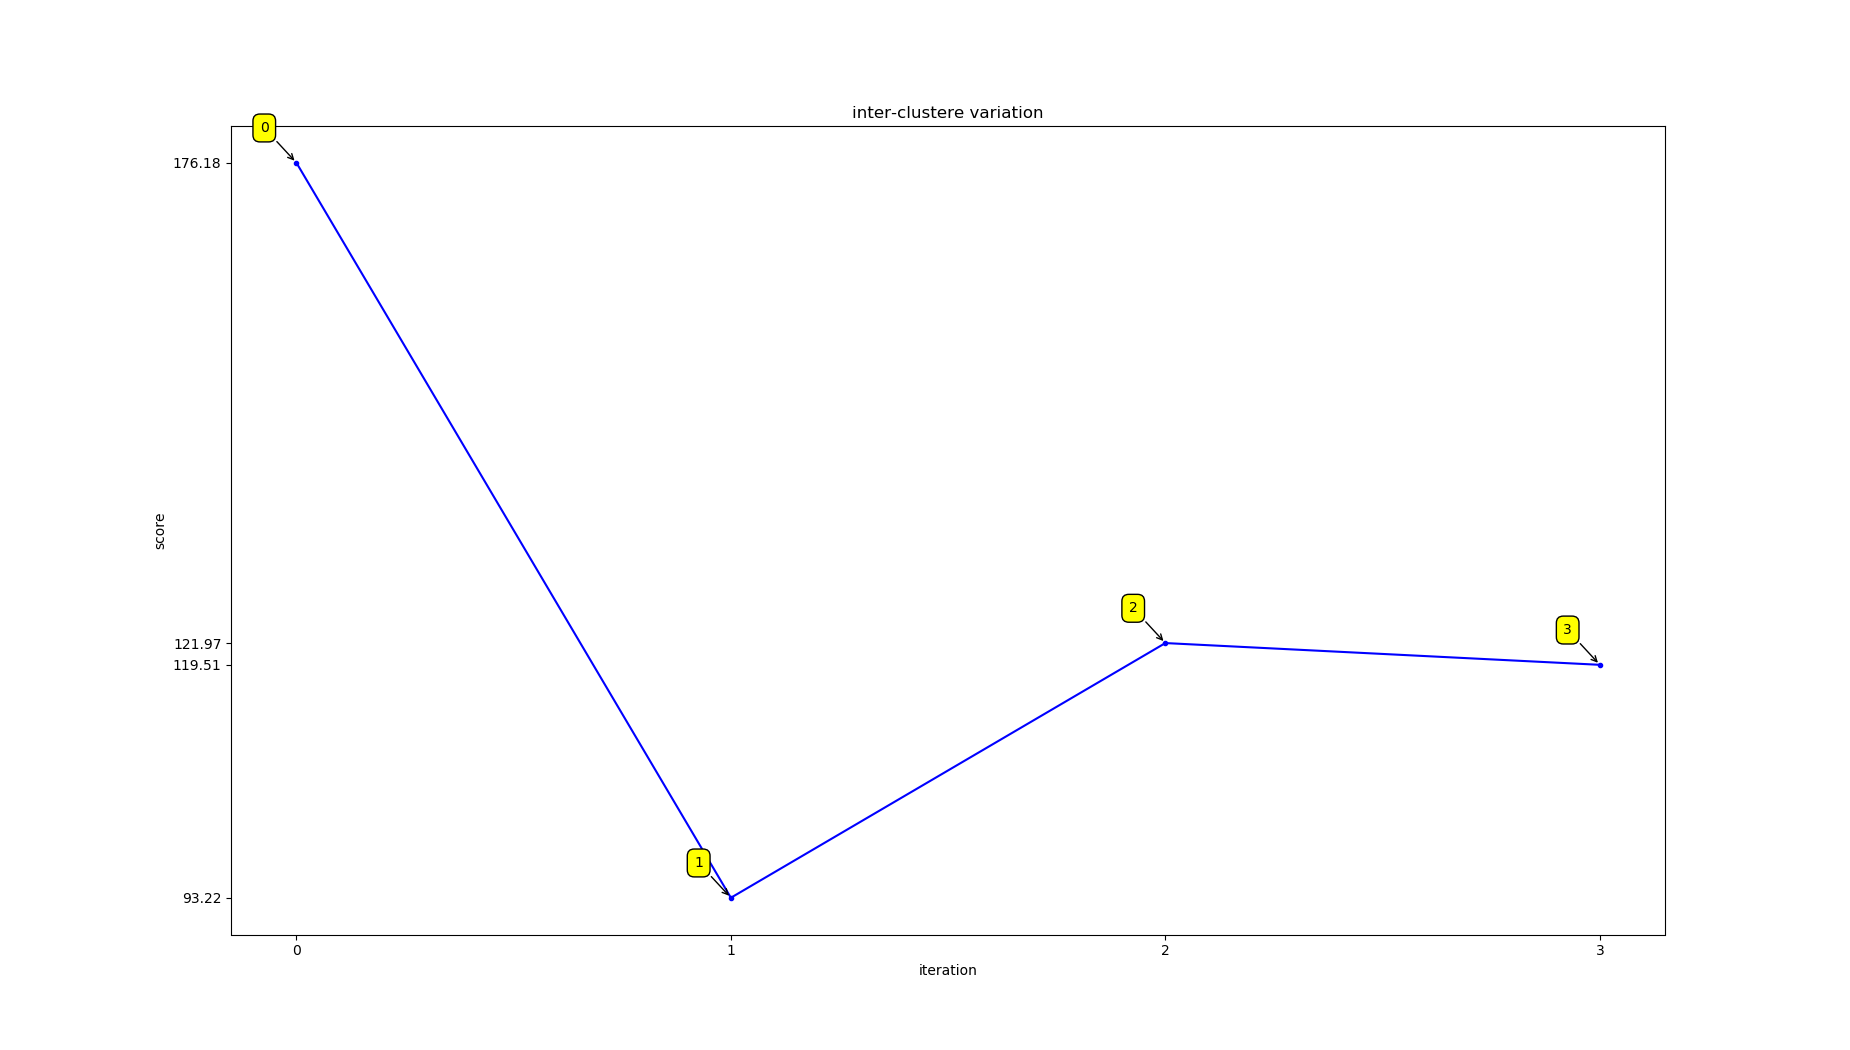 inter-clustere variation
0
176.18
score
2
3
121.97
119.51
1
93.22
0 1 2 3
iteration